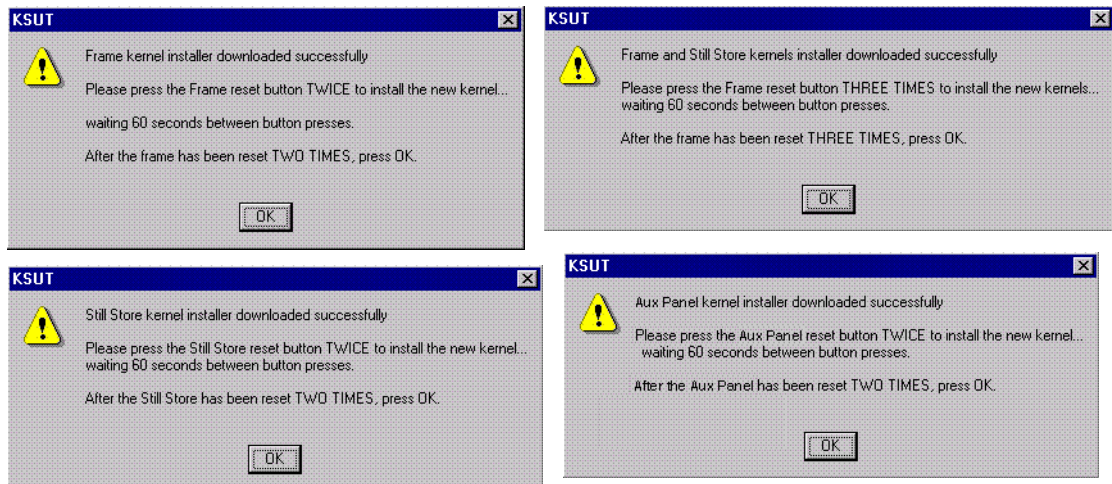 KSUT
Frame kernel installer downloaded successfully
Please press the Frame reset button TWICE to install the new kernel...
waiting 60 seconds between button presses.
After the frame has been reset TWO TIMES, press OK.
OK
KSUT
Frame and Still Store kernels installer downloaded successfully
Please press the Frame reset button THREE TIMES to install the new kernels...
waiting 60 seconds between button presses.
After the frame has been reset THREE TIMES, press OK.
OK
KSUT
Still Store kernel installer downloaded successfully
Please press the Still Store reset button TWICE to install the new kernel...
waiting 60 seconds between button presses.
After the Still Store has been reset TWO TIMES, press OK.
OK
KSUT
Aux Panel kernel installer downloaded successfully
Please press the Aux Panel reset button TWICE to install the new kernel...
waiting 60 seconds between button presses.
After the Aux Panel has been reset TWO TIMES, press OK.
OK